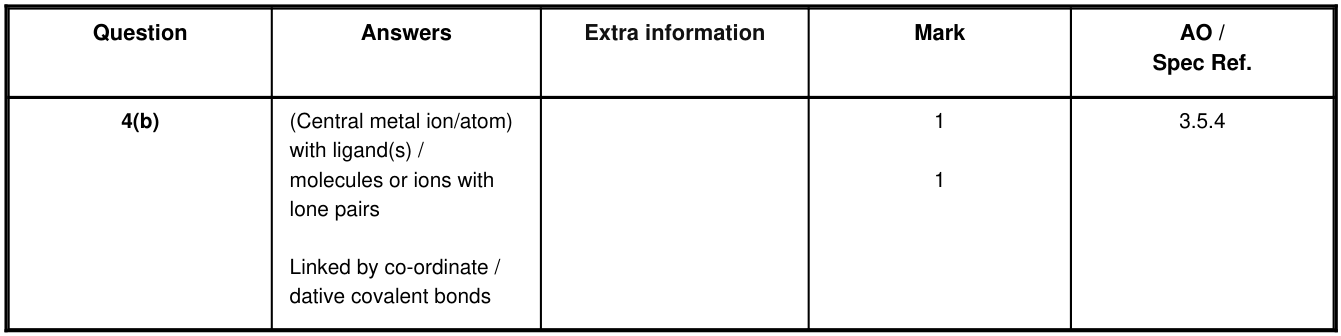 Question Answers Extra information Mark AO /
Spec Ref.
4(b) (Central metal ion/atom) 1 3.5.4
with ligand(s) /
molecules or ions with 1
lone pairs
Linked by co-ordinate /
dative covalent bonds